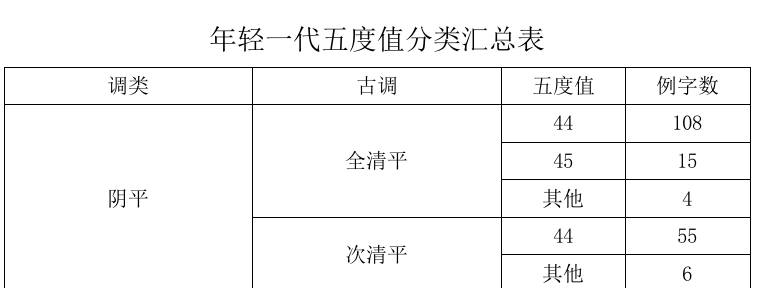 年轻一代五度值分类汇总表
调类 古调 五度值 例字数
阴平 全清平 44 108
45 15
其他 4
次清平 44 55
其他 6